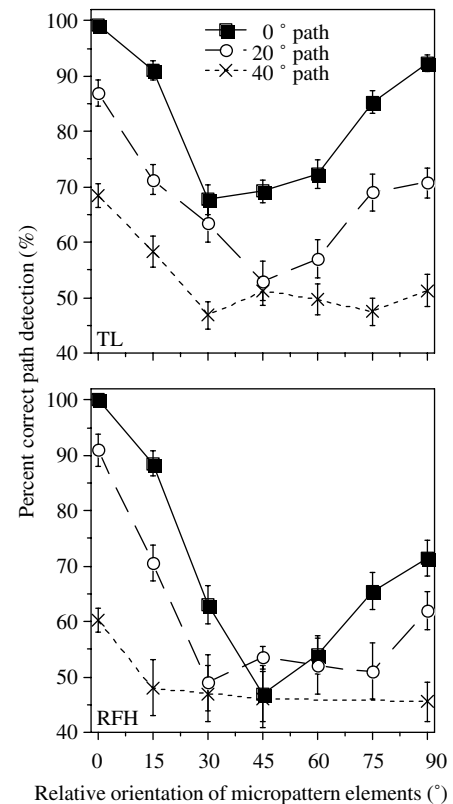 0 ° path
20 ° path
40 ° path
100
90
80
70
60
50
40
TL
Percent correct path detection (%)
100
90
80
70
60
50
40
RFH
0 15 30 45 60 75 90
Relative orientation of micropattern elements (°)